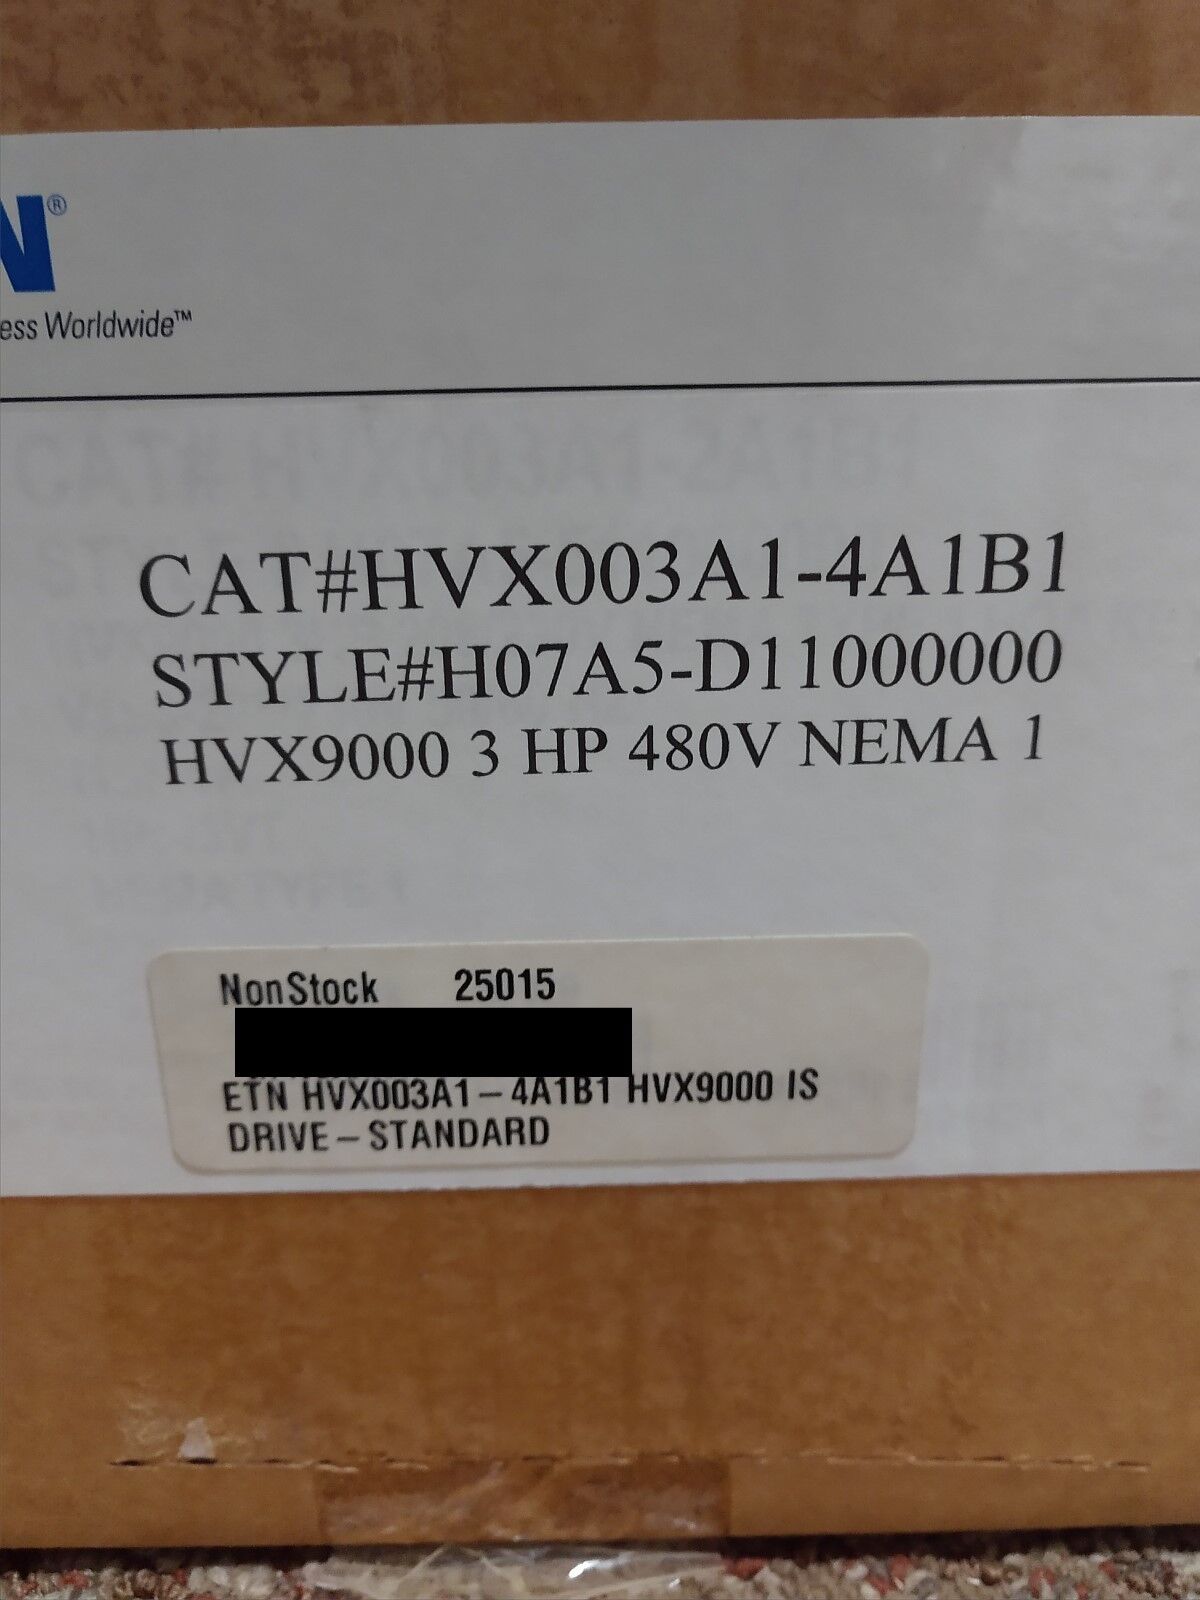 N®
ess Worldwide™
CAT#HVX003A1-4A1B1
STYLE#H07A5-D11000000
HVX9000 3 HP 480V NEMA 1
NonStock 25015
ETN HVX003A1-4A1B1 HVX9000 IS
DRIVE-STANDARD